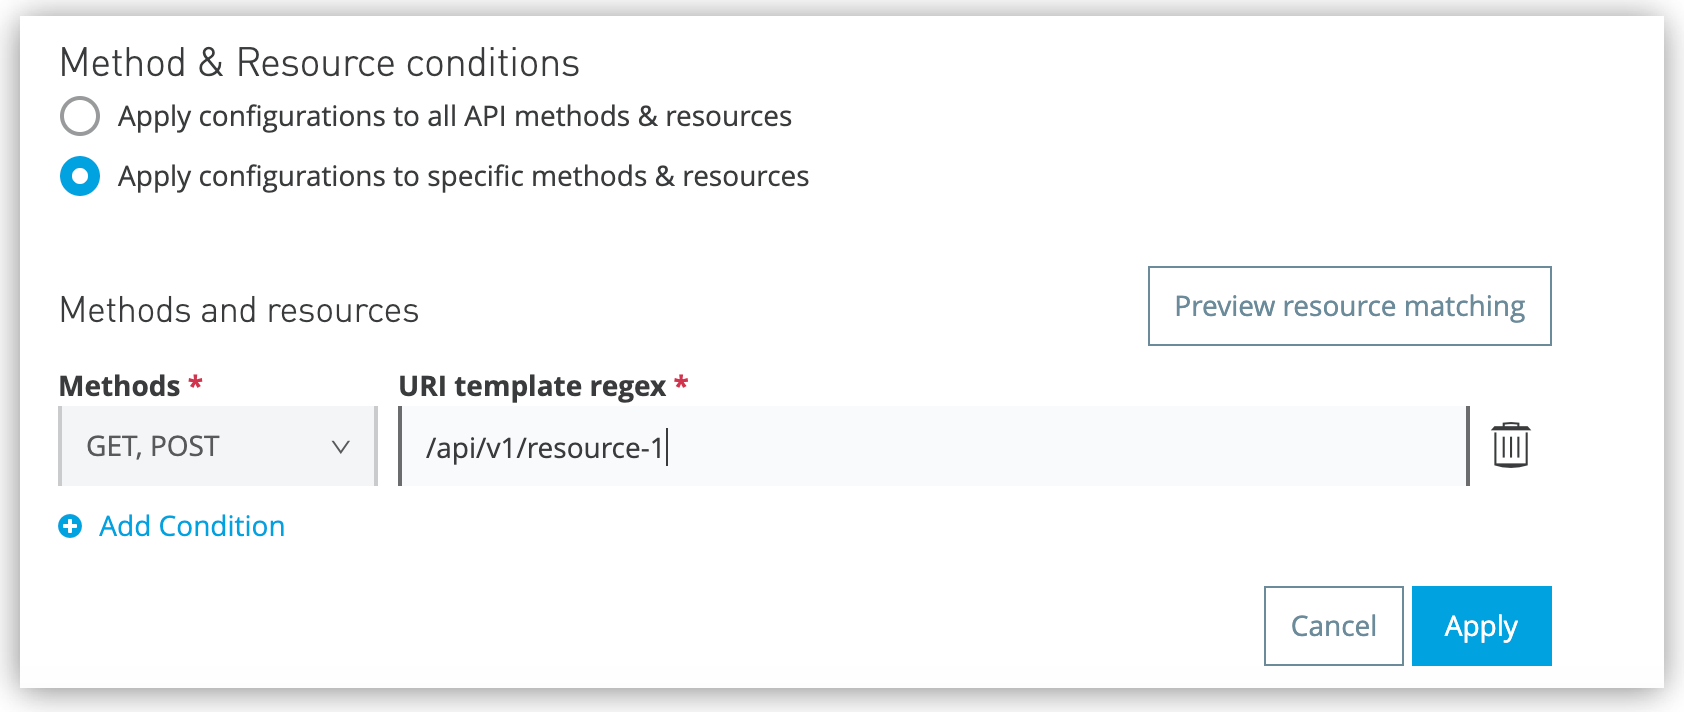 Method & Resource conditions
Apply configurations to all API methods & resources
Apply configurations to specific methods & resources
Methods and resources
Preview resource matching
Methods *
URI template regex *
GET, POST
/api/v1/resource-1
Add Condition
Cancel
Apply